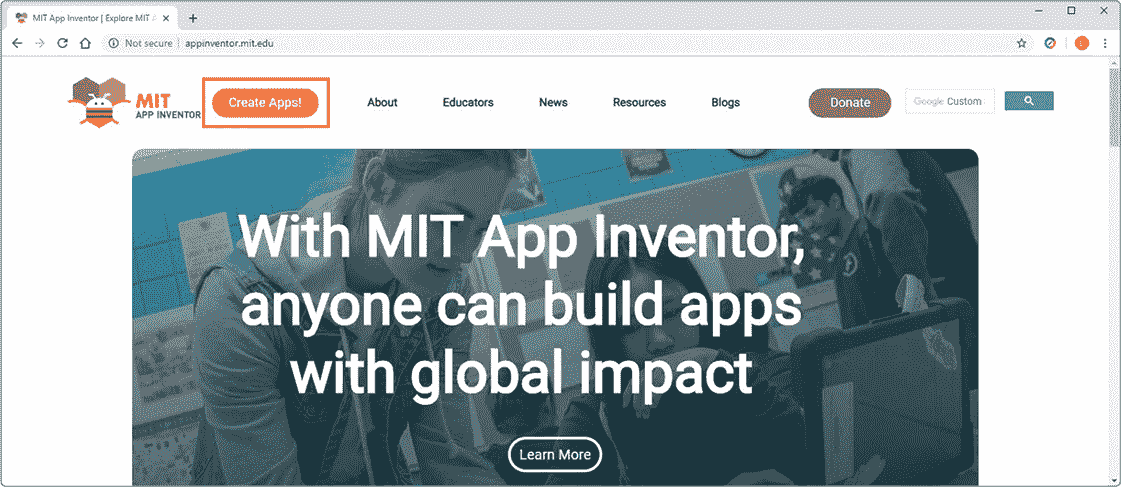 MIT App Inventor | Explore MIT A
Not secure | appinventor.mit.edu
MIT
APP INVENTOR
Create Apps!
About
Educators
News
Resources
Blogs
Donate
Google Custom
With MIT App Inventor,
anyone can build apps
with global impact
Learn More